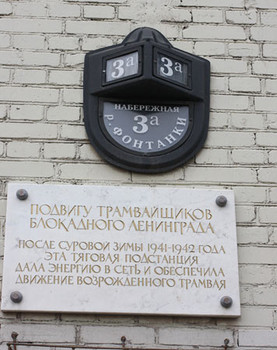 3а 3а
НАБЕРЕЖНАЯ
3а
р. ФОНТАНКИ
ПОДВИГУ ТРАМВАЙЩИКОВ
БЛОКАДНОГО ЛЕНИНГРАДА
ПОСЛЕ СУРОВОЙ ЗИМЫ 1941-1942 ГОДА
ЭТА ТЯГОВАЯ ПОДСТАНЦИЯ
ДАЛА ЭНЕРГИЮ В СЕТЬ И ОБЕСПЕЧИЛА
ДВИЖЕНИЕ ВОЗРОЖДЕННОГО ТРАМВАЯ